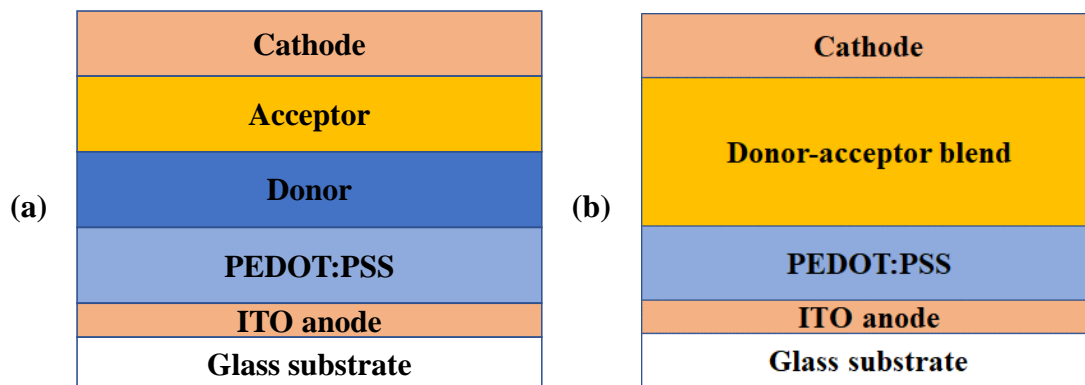 (a)
Cathode
Acceptor
Donor
PEDOT:PSS
ITO anode
Glass substrate
(b)
Cathode
Donor-acceptor blend
PEDOT:PSS
ITO anode
Glass substrate